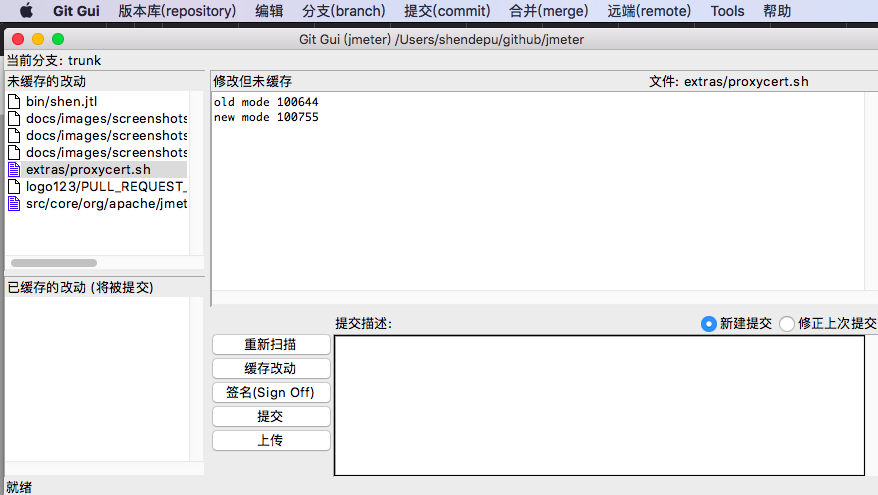 Git Gui 版本库(repository) 编辑 分支(branch) 提交(commit) 合并(merge) 远端(remote) Tools 帮助
Git Gui (jmeter) /Users/shendepu/github/jmeter
当前分支: trunk
未缓存的改动
bin/shen.jtl
docs/images/screenshots
docs/images/screenshots
docs/images/screenshots
extras/proxycert.sh
logo123/PULL_REQUEST_
src/core/org/apache/jmet
已缓存的改动 (将被提交)
修改但未缓存 文件: extras/proxycert.sh
old mode 100644
new mode 100755
提交描述: 新建提交 修正上次提交
重新扫描
缓存改动
签名(Sign Off)
提交
上传
就绪